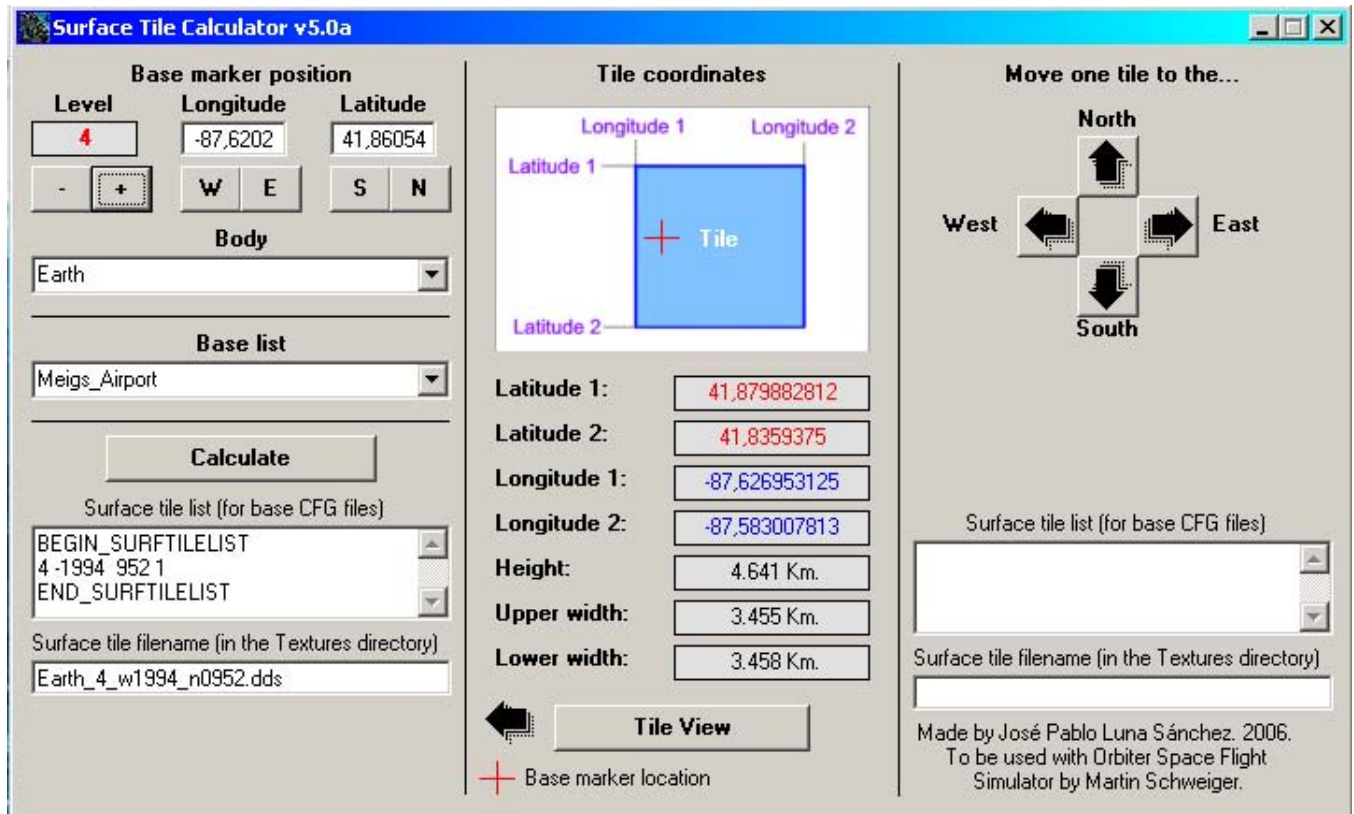 Surface Tile Calculator v5.0a
Base marker position
Level
Longitude
Latitude
4
-87,6202
41,86054
-
+
W
E
S
N
Body
Earth
Base list
Meigs_Airport
Calculate
Surface tile list (for base CFG files)
BEGIN_SURFTILELIST
4 -1994 952 1
END_SURFTILELIST
Surface tile filename (in the Textures directory)
Earth_4_w1994_n0952.dds
Tile coordinates
Longitude 1
Longitude 2
Latitude 1
Tile
Latitude 2
Latitude 1:
41,879882812
Latitude 2:
41,8359375
Longitude 1:
-87,626953125
Longitude 2:
-87,583007813
Height:
4.641 Km.
Upper width:
3.455 Km.
Lower width:
3.458 Km.
Tile View
Base marker location
Move one tile to the...
North
West
East
South
Surface tile list (for base CFG files)
Surface tile filename (in the Textures directory)
Made by José Pablo Luna Sánchez. 2006.
To be used with Orbiter Space Flight
Simulator by Martin Schweiger.